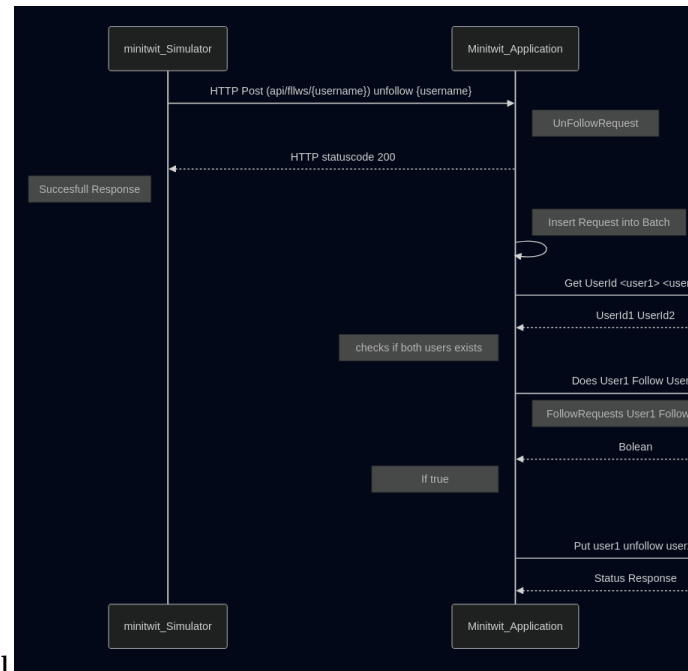 minitwit_Simulator
Minitwit_Application
HTTP Post (api/fllws/{username}) unfollow {username}
UnFollowRequest
HTTP statuscode 200
Succesfull Response
Insert Request into Batch
Get UserId <user1>
UserId1 UserId2
checks if both users exists
Does User1 Follow
FollowRequests User1
Bolean
If true
Put user1 unfollow
Status Response
minitwit_Simulator
Minitwit_Application